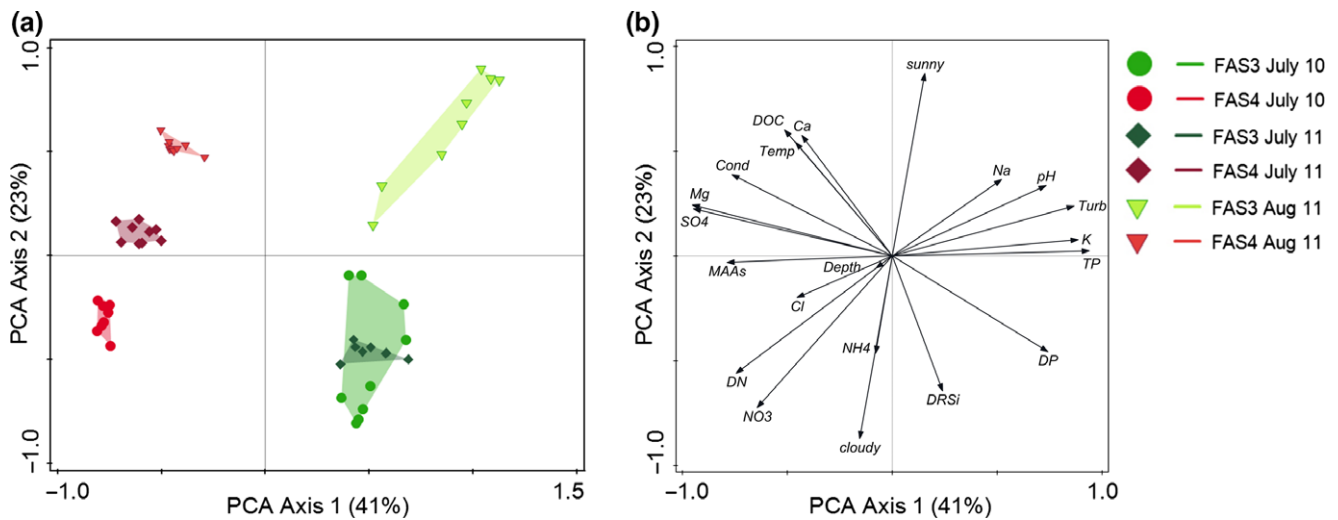 (a)
1.0
PCA Axis 2 (23%)
−1.0
−1.0
PCA Axis 1 (41%)
1.5
(b)
1.0
PCA Axis 2 (23%)
−1.0
sunny
DOC
Ca
Temp
Cond
Na
pH
Mg
SO4
Turb
K
TP
MAAs
Depth
Cl
NH4
DP
DN
DRSi
NO3
cloudy
−1.0
PCA Axis 1 (41%)
1.0
FAS3 July 10
FAS4 July 10
FAS3 July 11
FAS4 July 11
FAS3 Aug 11
FAS4 Aug 11